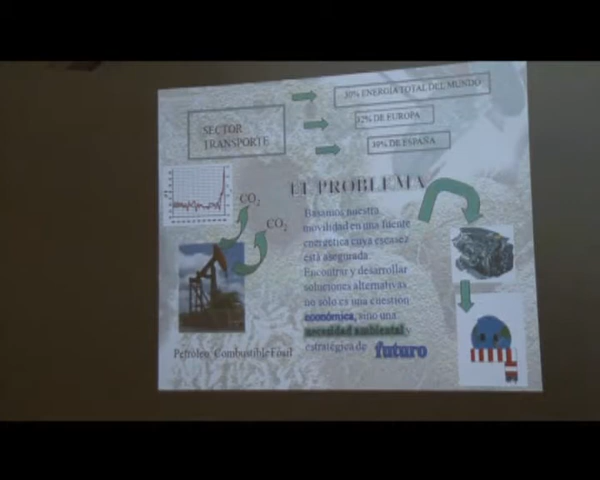 30% ENERGÍA TOTAL DEL MUNDO
SECTOR
TRANSPORTE
32% DE EUROPA
39% DE ESPAÑA
EL PROBLEMA
CO2
CO2
Basamos nuestra
movilidad en una fuente
energética cuya escasez
está asegurada.
Encontrar y desarrollar
soluciones alternativas
no sólo es una cuestión
económica, sino una
necesidad ambiental y
estratégica de futuro
Petróleo: Combustible Fósil